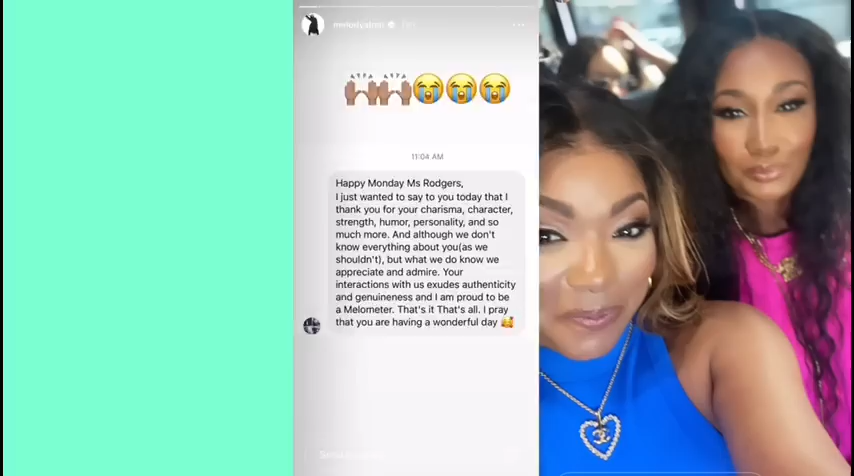 11:04 AM
Happy Monday Ms Rodgers,
I just wanted to say to you today that I
thank you for your charisma, character,
strength, humor, personality, and so
much more. And although we don't
know everything about you(as we
shouldn't), but what we do know we
appreciate and admire. Your
interactions with us exudes authenticity
and genuineness and I am proud to be
a Melometer. That's it That's all. I pray
that you are having a wonderful day 🥰